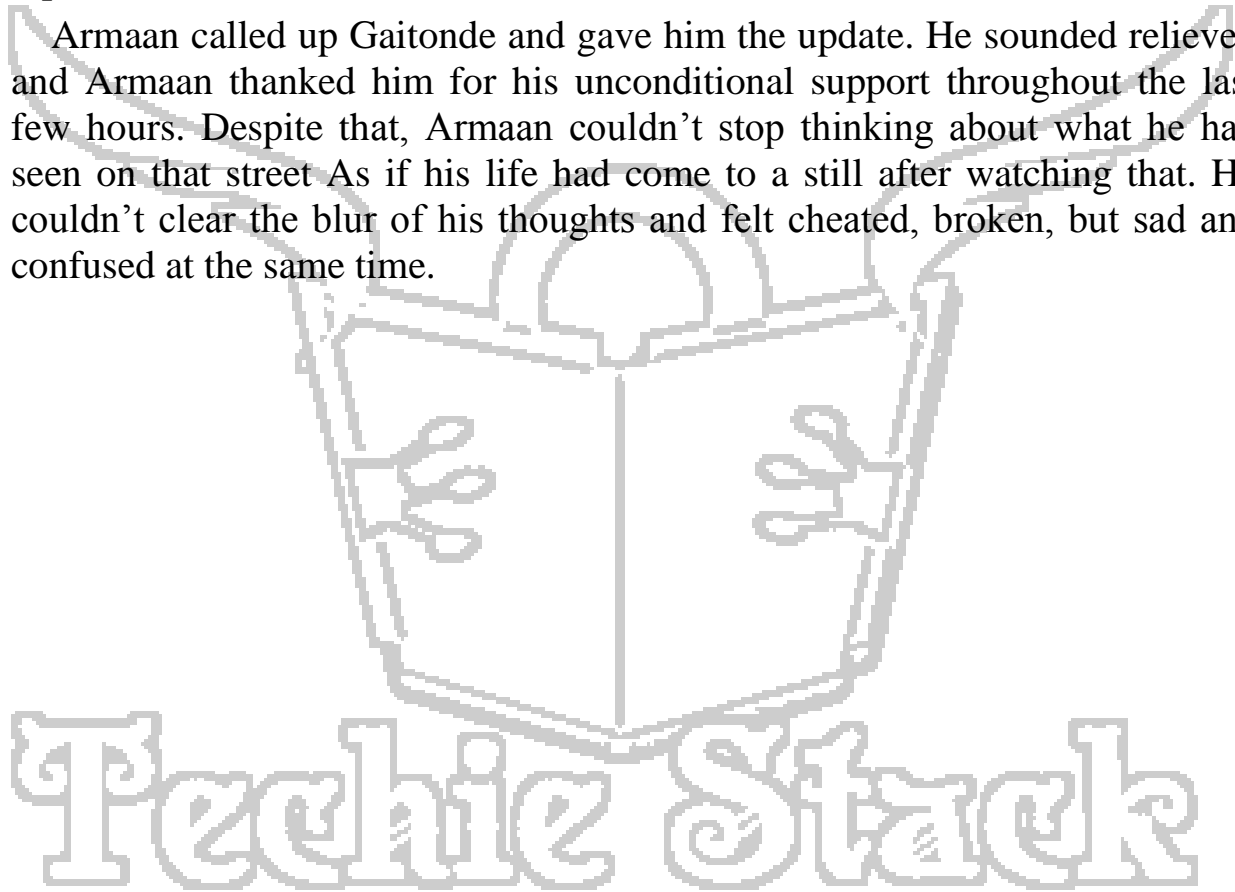 Armaan called up Gaitonde and gave him the update. He sounded relieve
and Armaan thanked him for his unconditional support throughout the las
few hours. Despite that, Armaan couldn’t stop thinking about what he ha
seen on that street As if his life had come to a still after watching that. H
couldn’t clear the blur of his thoughts and felt cheated, broken, but sad an
confused at the same time.
Techie Stack